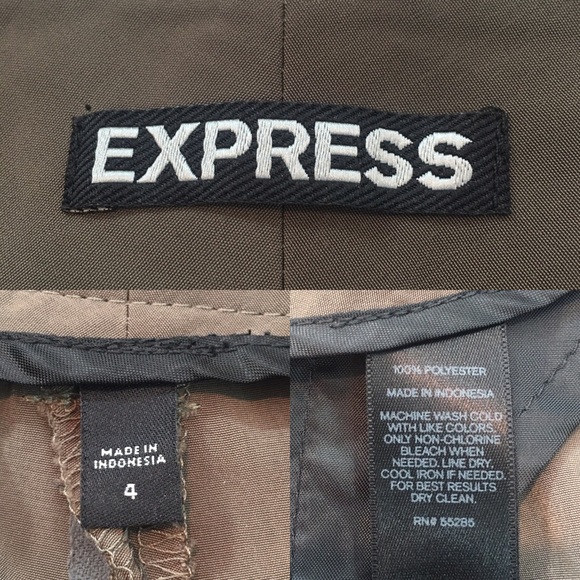 EXPRESS
MADE IN
INDONESIA
4
100% POLYESTER
MADE IN INDONESIA
MACHINE WASH COLD
WITH LIKE COLORS.
ONLY NON-CHLORINE
BLEACH WHEN
NEEDED. LINE DRY.
COOL IRON IF NEEDED.
FOR BEST RESULTS
DRY CLEAN.
RN# 55285